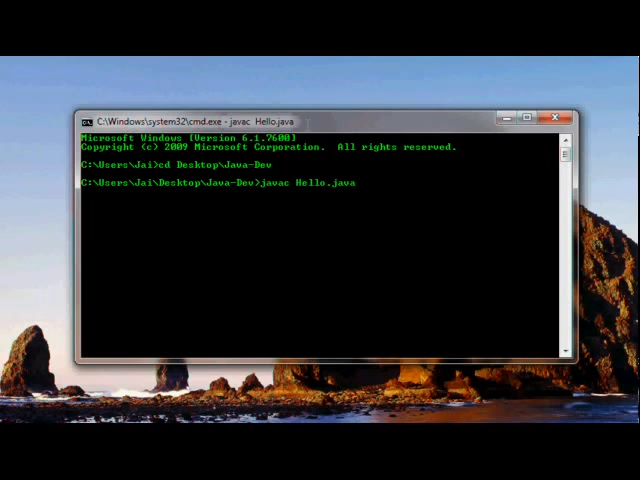 C:\Windows\system32\cmd.exe - javac  Hello.java
Microsoft Windows [Version 6.1.7600]
Copyright (c) 2009 Microsoft Corporation.  All rights reserved.
C:\Users\Jai>cd Desktop\Java-Dev
C:\Users\Jai\Desktop\Java-Dev>javac Hello.java